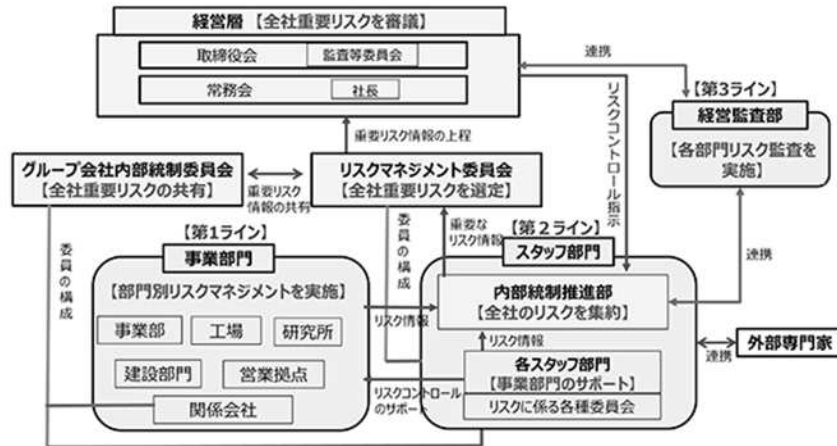 経営層【全社重要リスクを審議】
取締役会
監査等委員会
常務会
社長
連携
リスクコントロール指示
【第3ライン】
経営監査部
【各部門リスク監査を
実施】
重要リスク情報の上程
グループ会社内部統制委員会
【全社重要リスクの共有】
重要リスク
情報の共有
リスクマネジメント委員会
【全社重要リスクを選定】
委員の構成
【第1ライン】
事業部門
【部門別リスクマネジメントを実施】
事業部
工場
研究所
建設部門
営業拠点
関係会社
委員の構成
重要な
リスク情報
【第2ライン】
スタッフ部門
内部統制推進部
【全社のリスクを集約】
リスク情報
リスク情報
各スタッフ部門
【事業部門のサポート】
リスクに係る各種委員会
リスクコントロール
のサポート
連携
連携
外部専門家